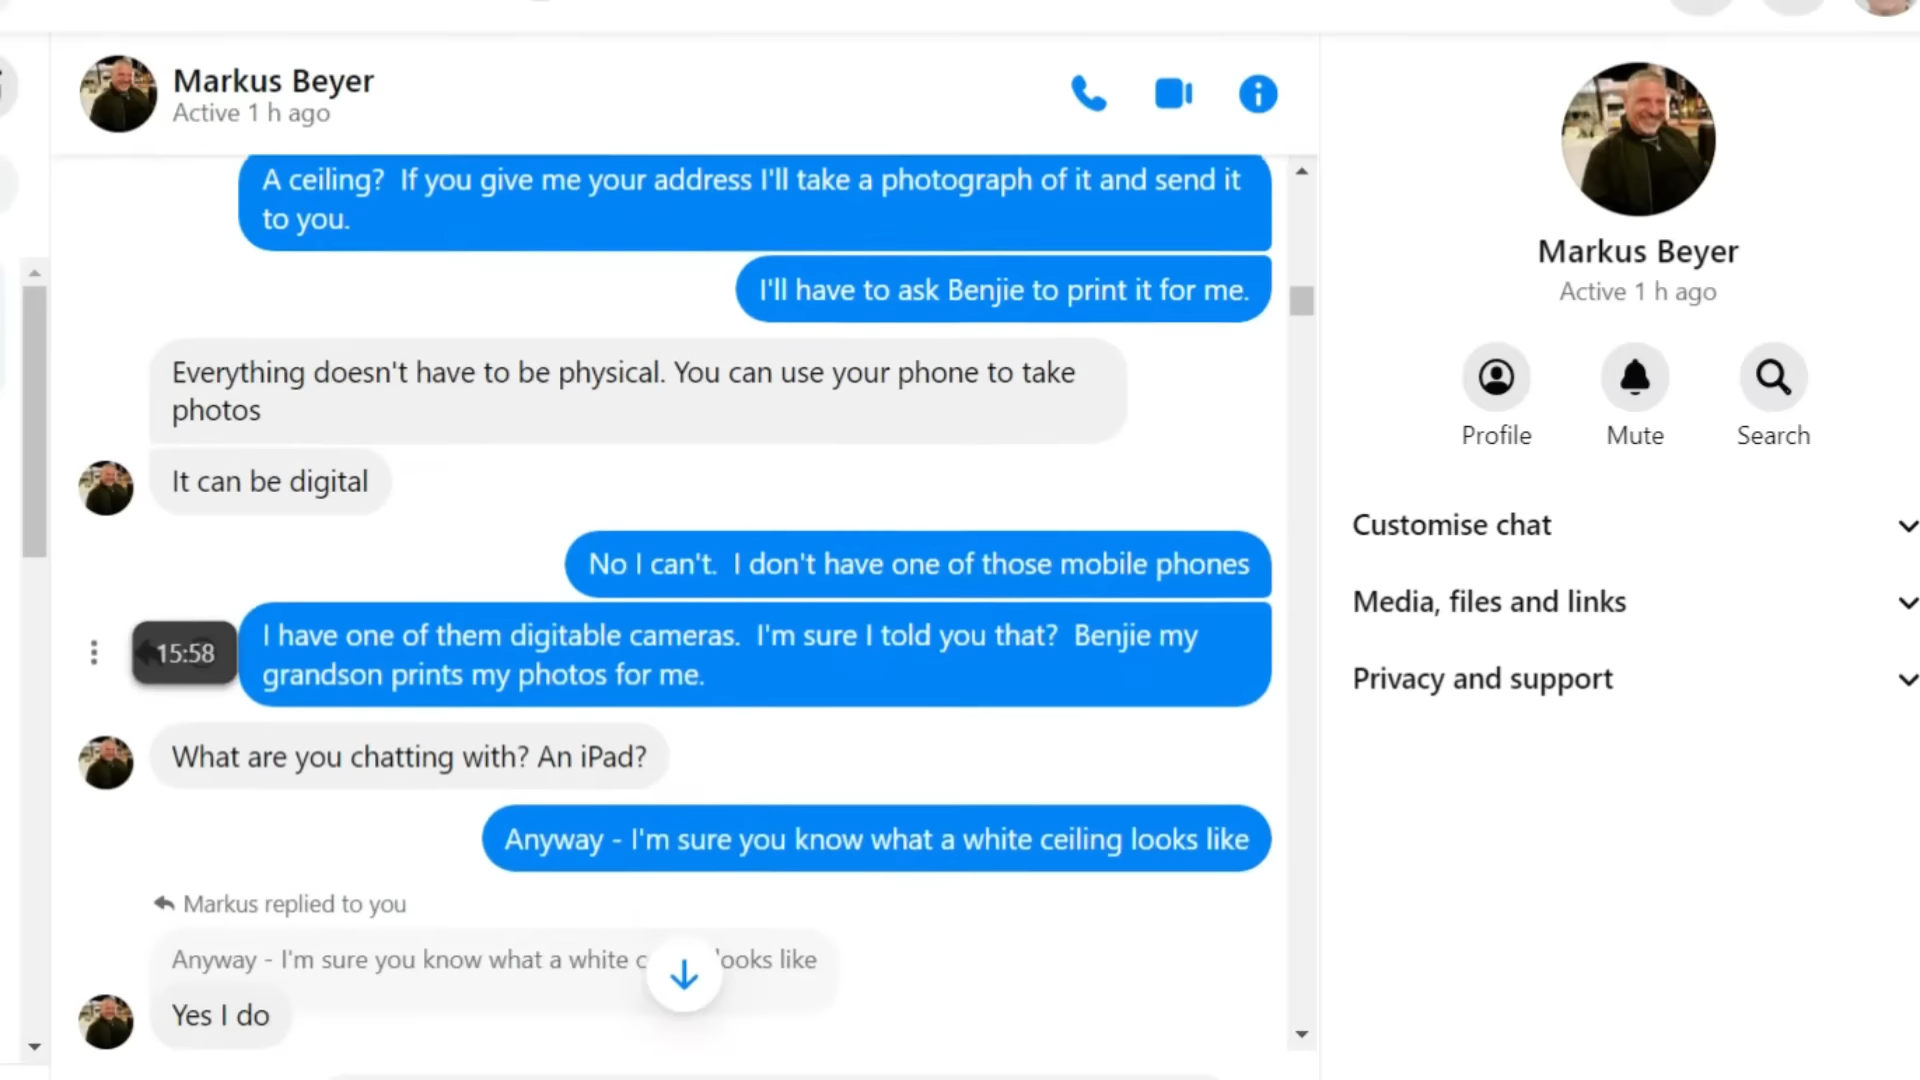 Markus Beyer
Active 1 h ago
A ceiling?  If you give me your address I'll take a photograph of it and send it
to you.
I'll have to ask Benjie to print it for me.
Everything doesn't have to be physical. You can use your phone to take
photos
It can be digital
No I can't.  I don't have one of those mobile phones
15:58
I have one of them digitable cameras.  I'm sure I told you that?  Benjie my
grandson prints my photos for me.
What are you chatting with? An iPad?
Anyway - I'm sure you know what a white ceiling looks like
Markus replied to you
Anyway - I'm sure you know what a white looks like
Yes I do
Markus Beyer
Active 1 h ago
Profile
Mute
Search
Customise chat
Media, files and links
Privacy and support